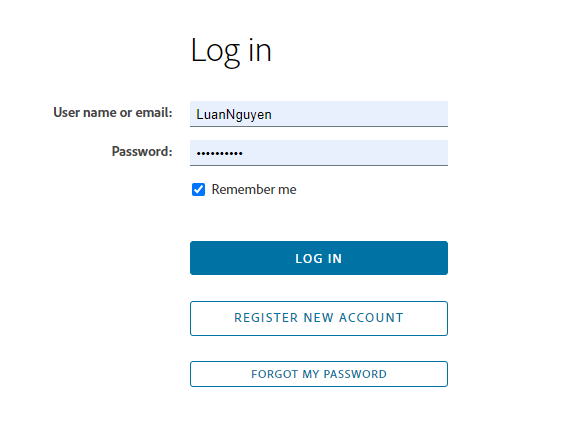 Log in
User name or email: LuanNguyen
Password: ••••••••••
Remember me
LOG IN
REGISTER NEW ACCOUNT
FORGOT MY PASSWORD